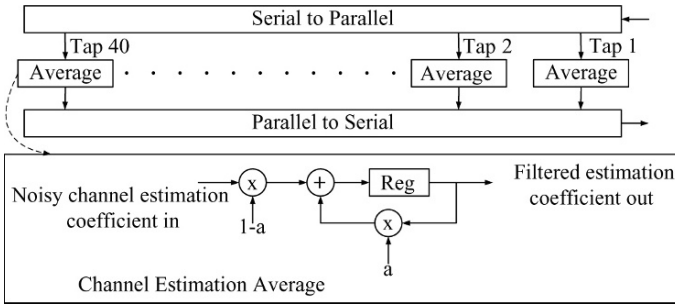 Serial to Parallel
Tap 40
Tap 2
Tap 1
Average
Average
Average
Parallel to Serial
Noisy channel estimation
coefficient in
x
1-a
+
Reg
x
a
Filtered estimation
coefficient out
Channel Estimation Average